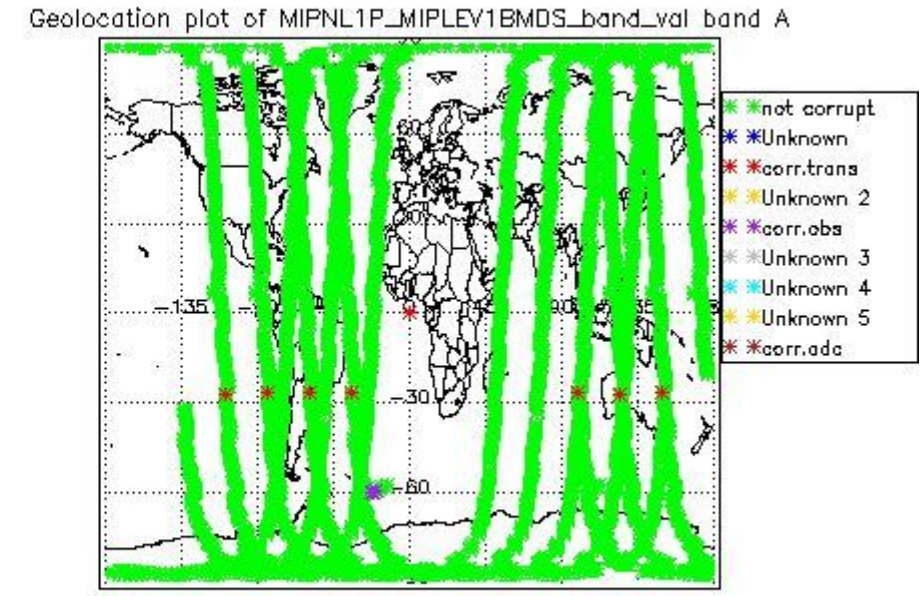 Geolocation plot of MIPNL1P_MIPLEV1BMDS_band_val band A
60
-135
-30
-60
not corrupt
Unknown
corr.trans
Unknown 2
corr.obs
Unknown 3
Unknown 4
Unknown 5
corr.adc